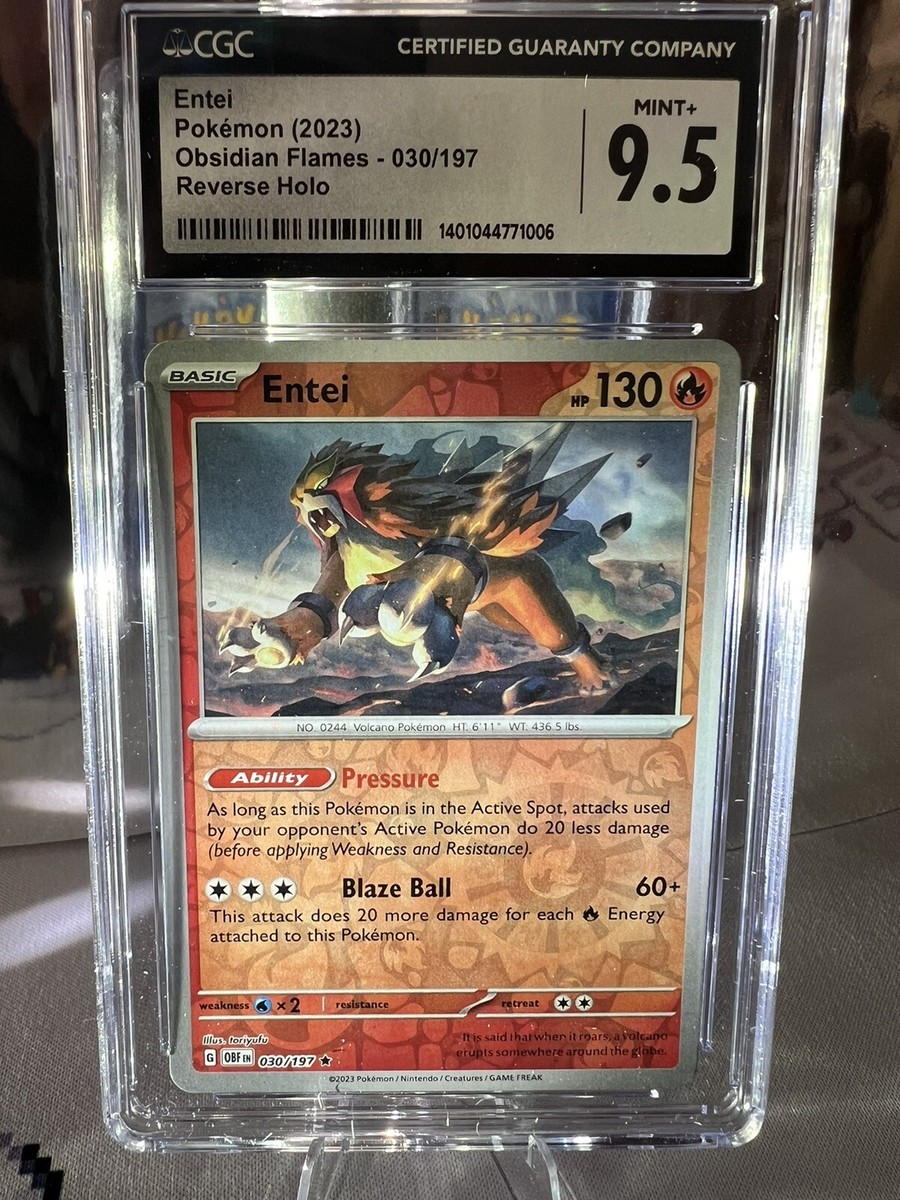 CGC
CERTIFIED GUARANTY COMPANY
Entei
Pokémon (2023)
Obsidian Flames - 030/197
Reverse Holo
MINT+
9.5
1401044771006
BASIC
Entei
HP 130
NO. 0244 Volcano Pokémon HT: 6'11" WT: 436.5 lbs.
Ability Pressure
As long as this Pokémon is in the Active Spot, attacks used
by your opponent's Active Pokémon do 20 less damage
(before applying Weakness and Resistance).
Blaze Ball 60+
This attack does 20 more damage for each Energy
attached to this Pokémon.
weakness ×2 resistance retreat
Illus. toriyufu
G OBF EN 030/197
It is said that when it roars, a volcano
erupts somewhere around the globe.
©2023 Pokémon / Nintendo / Creatures / GAME FREAK